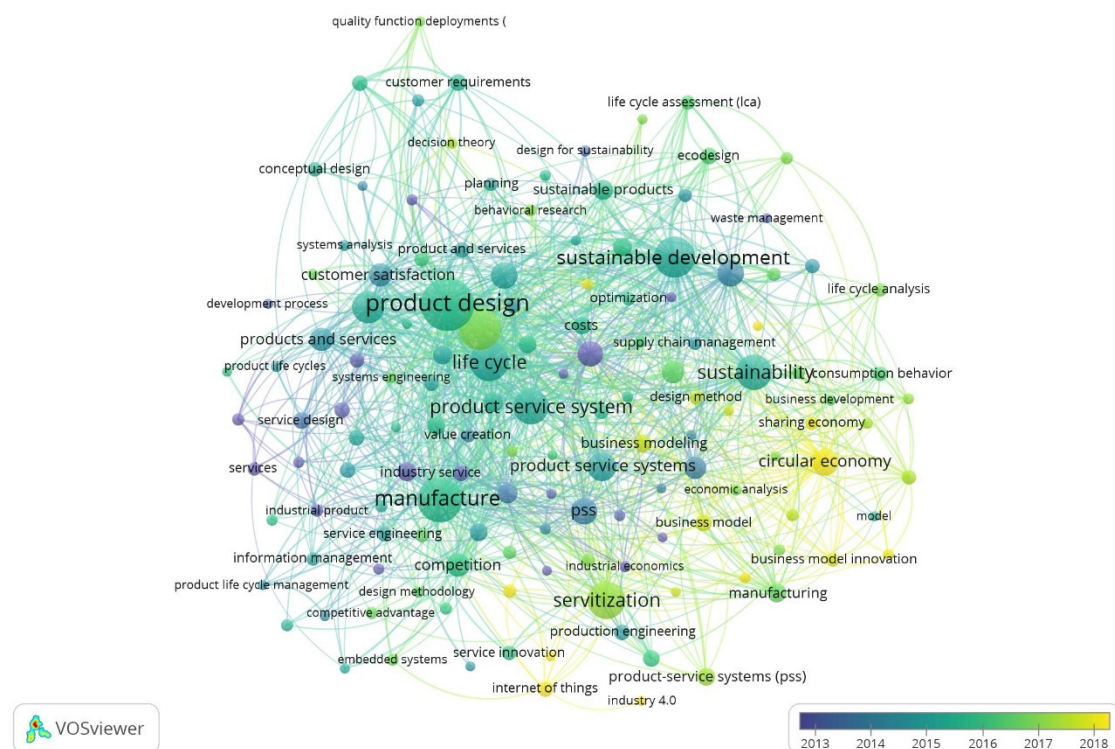 quality function deployments (
customer requirements
life cycle assessment (lca)
decision theory
design for sustainability
ecodesign
conceptual design
planning
sustainable products
behavioral research
waste management
systems analysis
product and services
sustainable development
customer satisfaction
life cycle analysis
development process
product design
optimization
costs
products and services
supply chain management
life cycle
product life cycles
systems engineering
sustainability
consumption behavior
design method
business development
product service system
service design
value creation
business modeling
sharing economy
services
industry service
product service systems
circular economy
economic analysis
manufacture
industrial product
pss
model
service engineering
business model
information management
competition
industrial economics
business model innovation
product life cycle management
design methodology
manufacturing
servitization
competitive advantage
production engineering
embedded systems
service innovation
product-service systems (pss)
internet of things
industry 4.0
VOSviewer
2013 2014 2015 2016 2017 2018